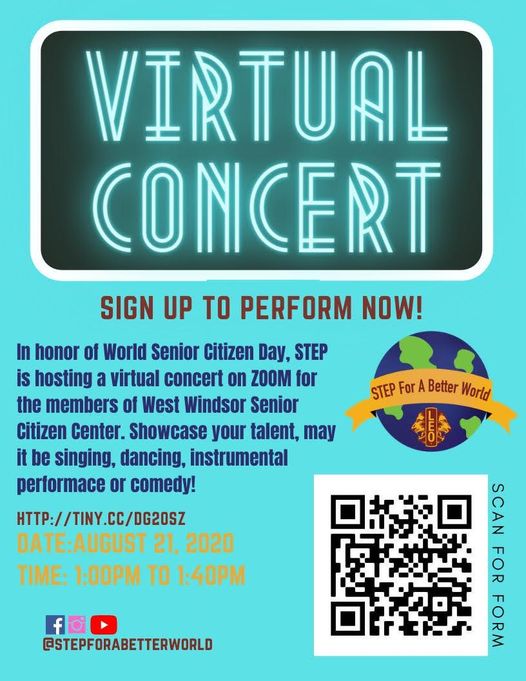 VIRTUAL
CONCERT
SIGN UP TO PERFORM NOW!
In honor of World Senior Citizen Day, STEP
is hosting a virtual concert on ZOOM for
the members of West Windsor Senior
Citizen Center. Showcase your talent, may
it be singing, dancing, instrumental
performace or comedy!
STEP For A Better World
LEO
HTTP://TINY.CC/DG20SZ
DATE:AUGUST 21, 2020
TIME: 1:00PM TO 1:40PM
SCAN FOR FORM
@STEPFORABETTERWORLD